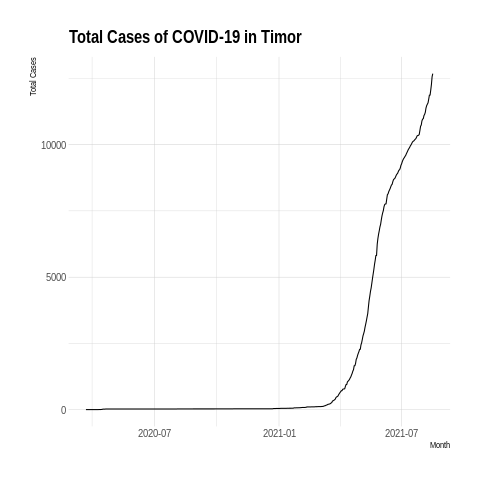 Total Cases of COVID-19 in Timor
Total Cases
10000
5000
0
2020-07
2021-01
2021-07
Month